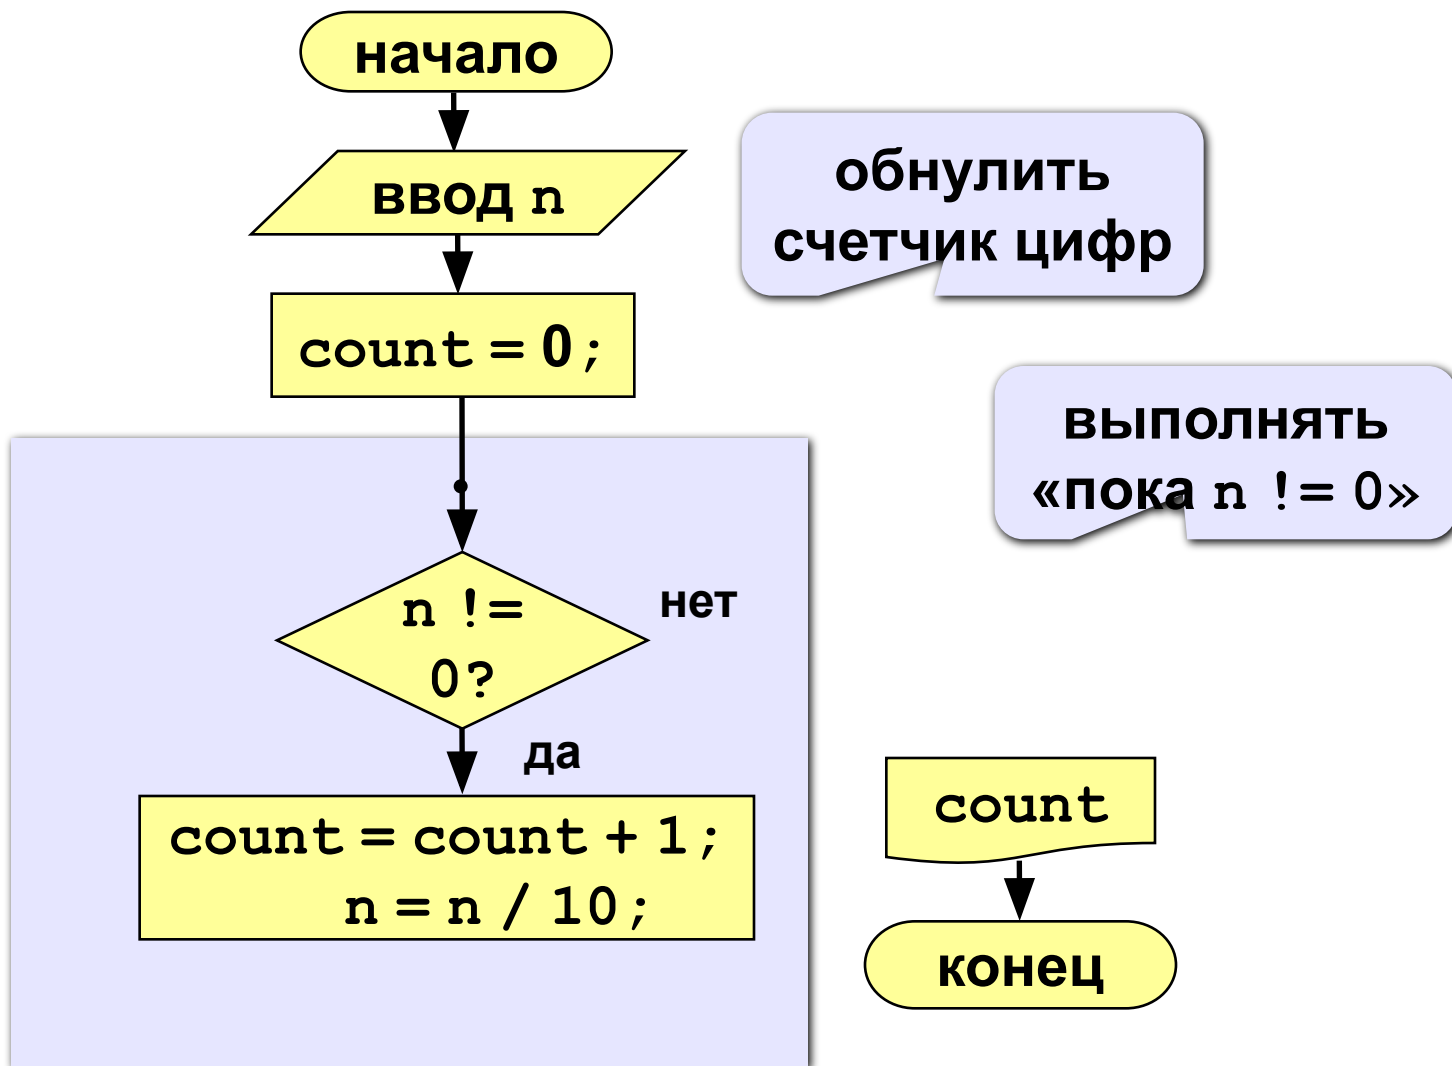 начало
ввод n
обнулить
счетчик цифр
count = 0;
выполнять
«пока n != 0»
n !=
0?
нет
да
count = count + 1;
n = n / 10;
count
конец